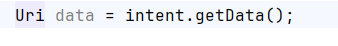 Uri data = intent.getData();